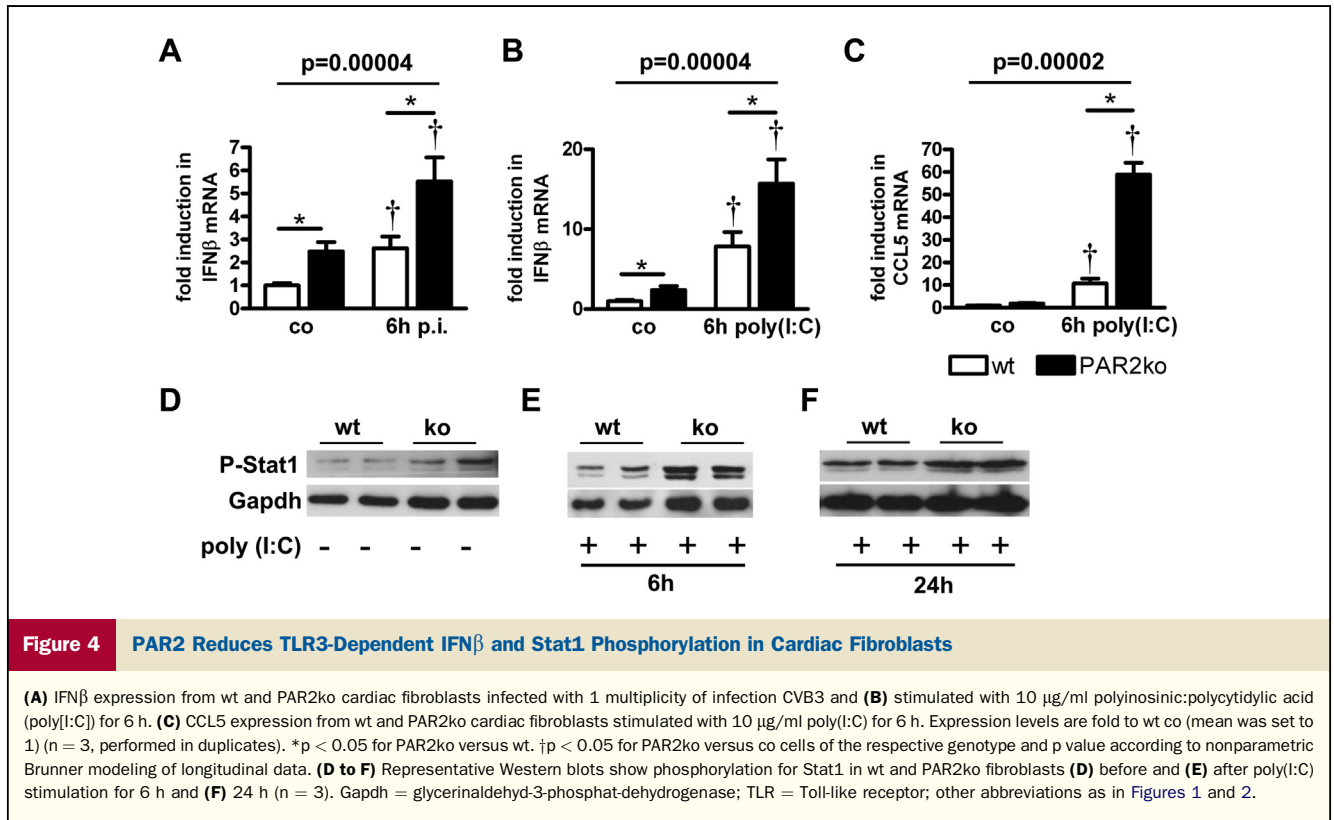 A
p=0.00004
*
†
*
†
fold induction in
IFNβ mRNA
7
6
5
4
3
2
1
0
co
6h p.i.
B
p=0.00004
*
†
*
†
fold induction in
IFNβ mRNA
20
10
0
co
6h poly(I:C)
C
p=0.00002
*
†
†
fold induction in
CCL5 mRNA
70
60
50
40
30
20
10
0
co
6h poly(I:C)
wt
PAR2ko
D
wt
ko
P-Stat1
Gapdh
poly (I:C)
- - - -
E
wt
ko
+ + + +
6h
F
wt
ko
+ + + +
24h
Figure 4
PAR2 Reduces TLR3-Dependent IFNβ and Stat1 Phosphorylation in Cardiac Fibroblasts
(A) IFNβ expression from wt and PAR2ko cardiac fibroblasts infected with 1 multiplicity of infection CVB3 and (B) stimulated with 10 μg/ml polyinosinic:polycytidylic acid
(poly[I:C]) for 6 h. (C) CCL5 expression from wt and PAR2ko cardiac fibroblasts stimulated with 10 μg/ml poly(I:C) for 6 h. Expression levels are fold to wt co (mean was set to
1) (n = 3, performed in duplicates). *p < 0.05 for PAR2ko versus wt. †p < 0.05 for PAR2ko versus co cells of the respective genotype and p value according to nonparametric
Brunner modeling of longitudinal data. (D to F) Representative Western blots show phosphorylation for Stat1 in wt and PAR2ko fibroblasts (D) before and (E) after poly(I:C)
stimulation for 6 h and (F) 24 h (n = 3). Gapdh = glycerinaldehyd-3-phosphat-dehydrogenase; TLR = Toll-like receptor; other abbreviations as in Figures 1 and 2.